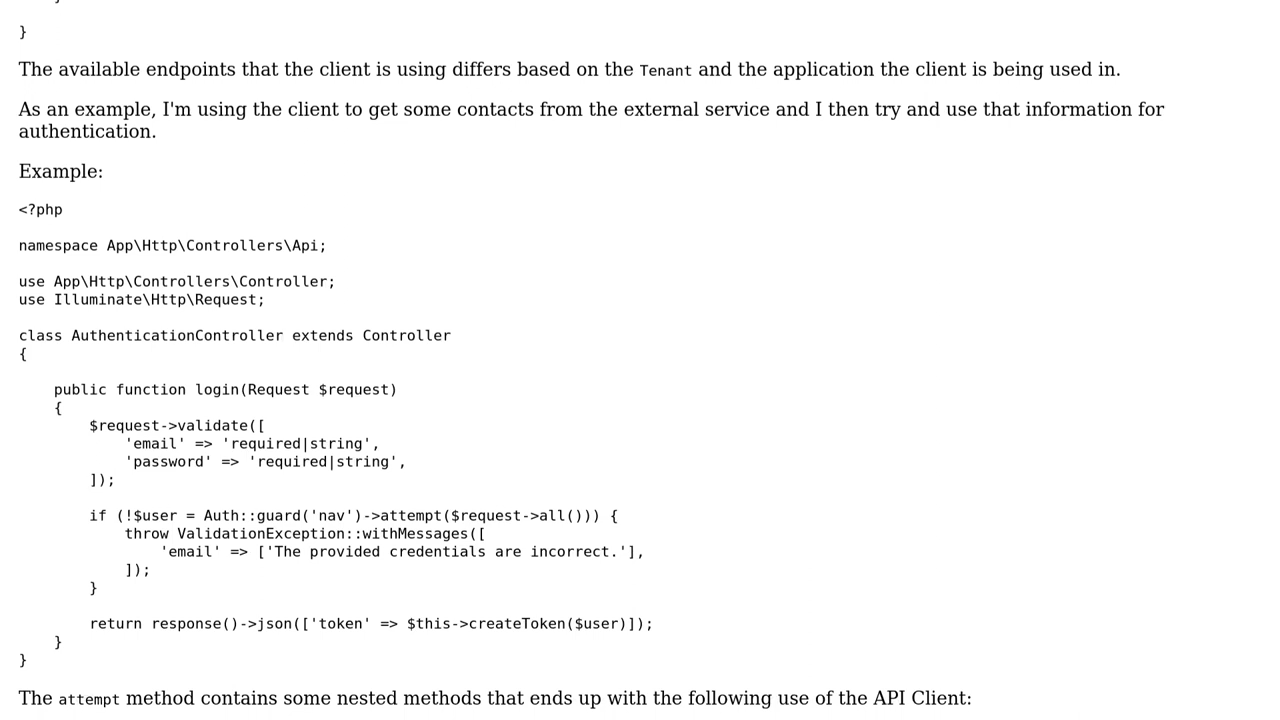 }
The available endpoints that the client is using differs based on the Tenant and the application the client is being used in.
As an example, I'm using the client to get some contacts from the external service and I then try and use that information for
authentication.
Example:
<?php
namespace App\Http\Controllers\Api;
use App\Http\Controllers\Controller;
use Illuminate\Http\Request;
class AuthenticationController extends Controller
{
    public function login(Request $request)
    {
        $request->validate([
            'email' => 'required|string',
            'password' => 'required|string',
        ]);
        if (!$user = Auth::guard('nav')->attempt($request->all())) {
            throw ValidationException::withMessages([
                'email' => ['The provided credentials are incorrect.'],
            ]);
        }
        return response()->json(['token' => $this->createToken($user)]);
    }
}
The attempt method contains some nested methods that ends up with the following use of the API Client: